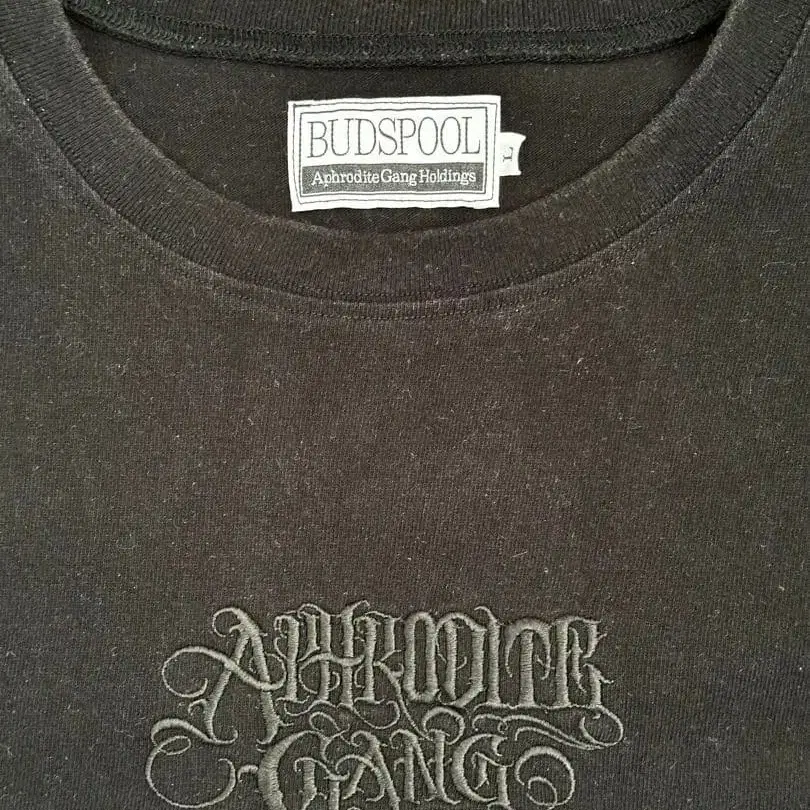 BUDSPOOL
Aphrodite Gang Holdings
L
APHRODITE
GANG